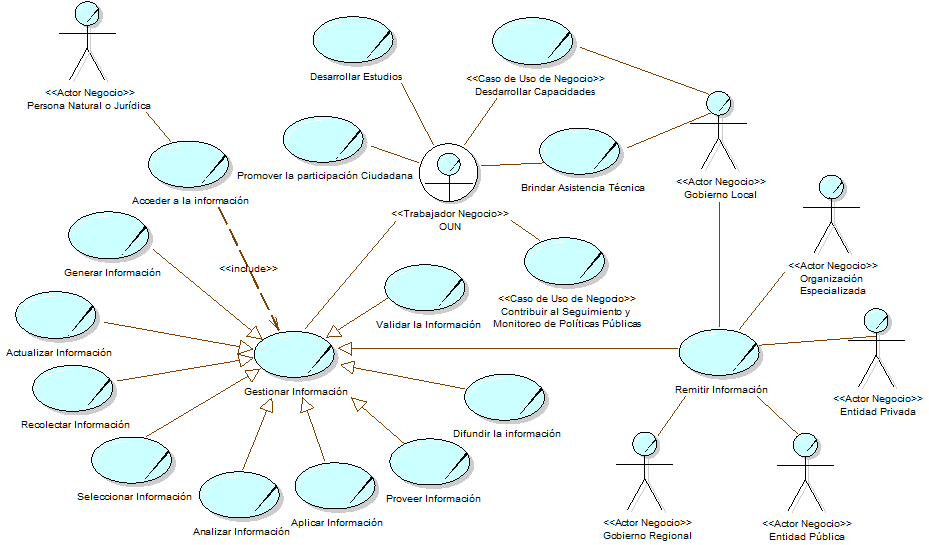 <<Actor Negocio>>
Persona Natural o Jurídica
Desarrollar Estudios
<<Caso de Uso de Negocio>>
Desdarrollar Capacidades
Promover la participación Ciudadana
Brindar Asistencia Técnica
<<Actor Negocio>>
Gobierno Local
Acceder a la información
<<Trabajador Negocio>>
OUN
<<include>>
Generar Información
<<Actor Negocio>>
Organización
Especializada
<<Caso de Uso de Negocio>>
Contribuir al Seguimiento y
Monitoreo de Políticas Públicas
Validar la Información
Actualizar Información
Gestionar Información
Remitir Información
<<Actor Negocio>>
Entidad Privada
Recolectar Información
Difundir la información
Seleccionar Información
Proveer Información
Analizar Información
Aplicar Información
<<Actor Negocio>>
Gobierno Regional
<<Actor Negocio>>
Entidad Pública